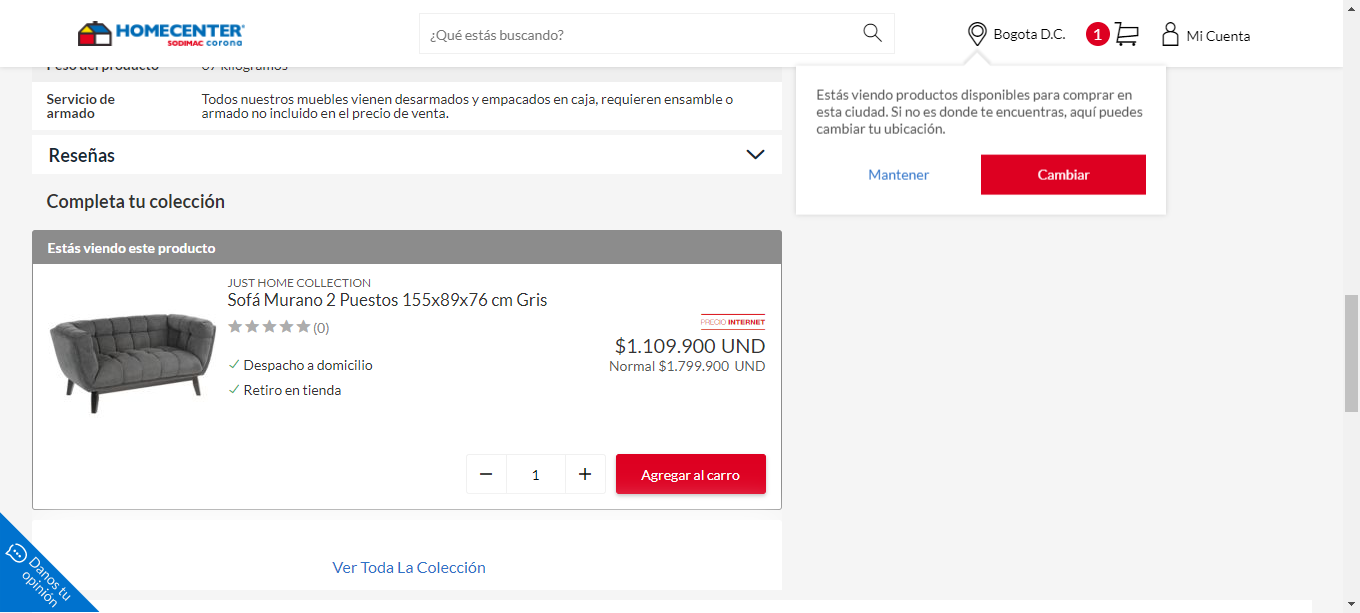 HOMECENTER
SODIMAC corona
¿Qué estás buscando?
Bogota D.C.
1
Mi Cuenta
Estás viendo productos disponibles para comprar en
esta ciudad. Si no es donde te encuentras, aquí puedes
cambiar tu ubicación.
Mantener
Cambiar
Servicio de
armado
Todos nuestros muebles vienen desarmados y empacados en caja, requieren ensamble o
armado no incluido en el precio de venta.
Reseñas
Completa tu colección
Estás viendo este producto
JUST HOME COLLECTION
Sofá Murano 2 Puestos 155x89x76 cm Gris
(0)
Despacho a domicilio
Retiro en tienda
PRECIO INTERNET
$1.109.900 UND
Normal $1.799.900 UND
1
Agregar al carro
Ver Toda La Colección
Danos tu
opinión